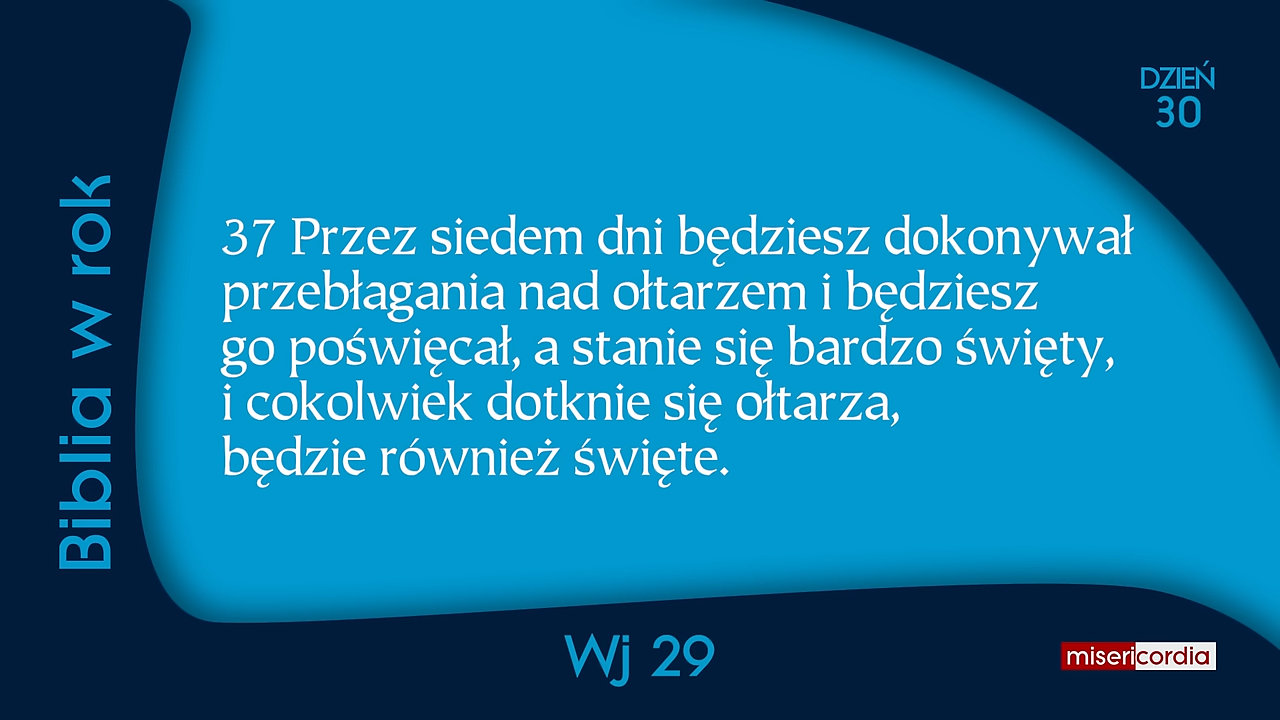 DZIEŃ
30
Biblia w rok
37 Przez siedem dni będziesz dokonywał
przebłagania nad ołtarzem i będziesz
go poświęcał, a stanie się bardzo święty,
i cokolwiek dotknie się ołtarza,
będzie również święte.
Wj 29
misericordia